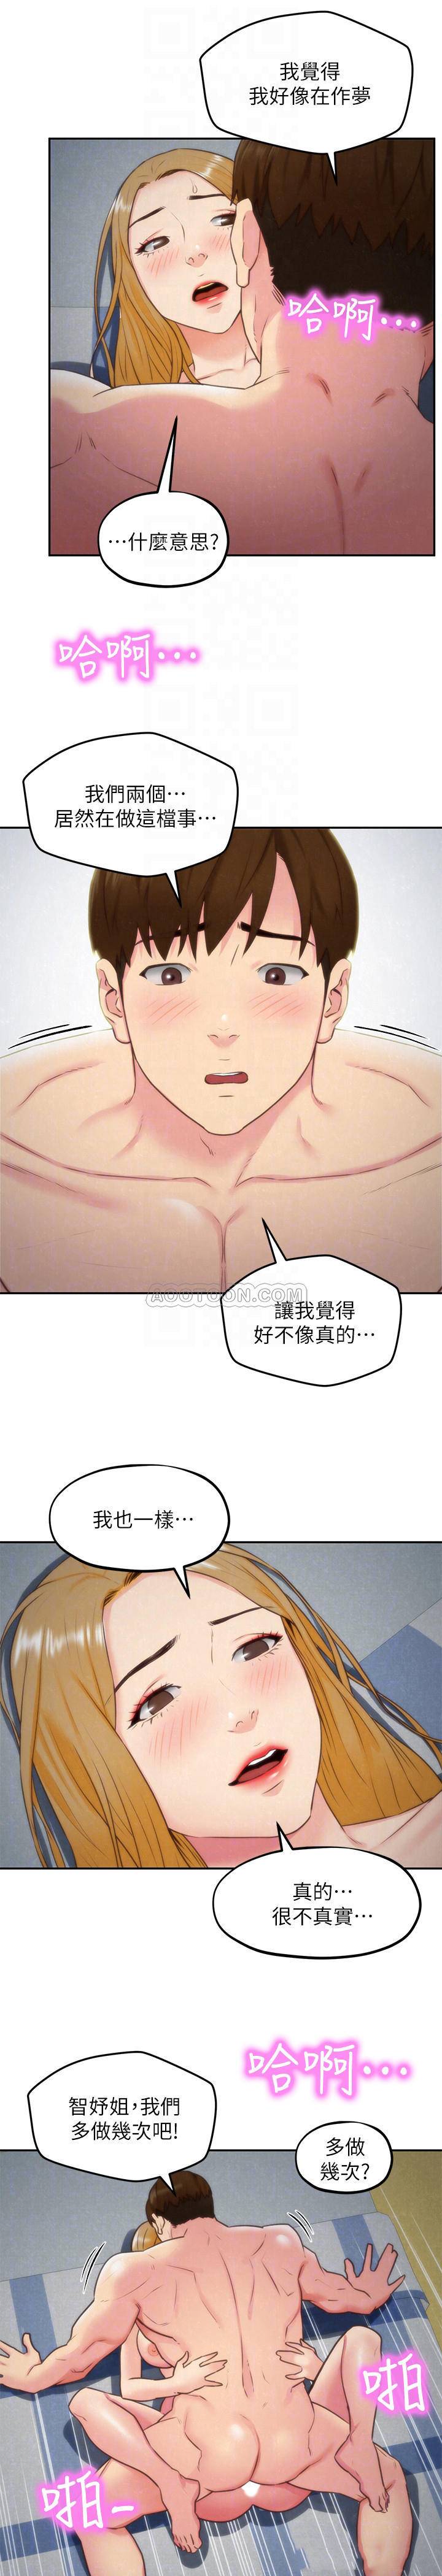 我覺得
我好像在作夢
哈啊…
…什麼意思?
哈啊…
我們兩個…
居然在做這檔事…
AOOTOON.COM
讓我覺得
好不像真的…
我也一樣…
真的…
很不真實…
哈啊…
智妤姐,我們
多做幾次吧!
多做
幾次?
啪
啪-